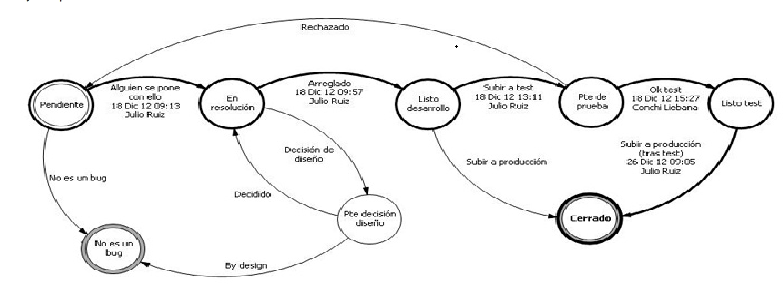 Rechazado
Pendiente
Alguien se pone
con ello
18 Dic 12 09:13
Julio Ruiz
En
resolución
Arreglado
18 Dic 12 09:57
Julio Ruiz
Listo
desarrollo
Subir a test
18 Dic 12 13:11
Julio Ruiz
Pte de
prueba
Ok test
18 Dic 12 15:27
Conchi Liebana
Listo test
Decisión de
diseño
Subir a producción
(tras test)
26 Dic 12 09:05
Julio Ruiz
Subir a producción
No es un bug
Decidido
Pte decisión
diseño
Cerrado
No es un
bug
By design